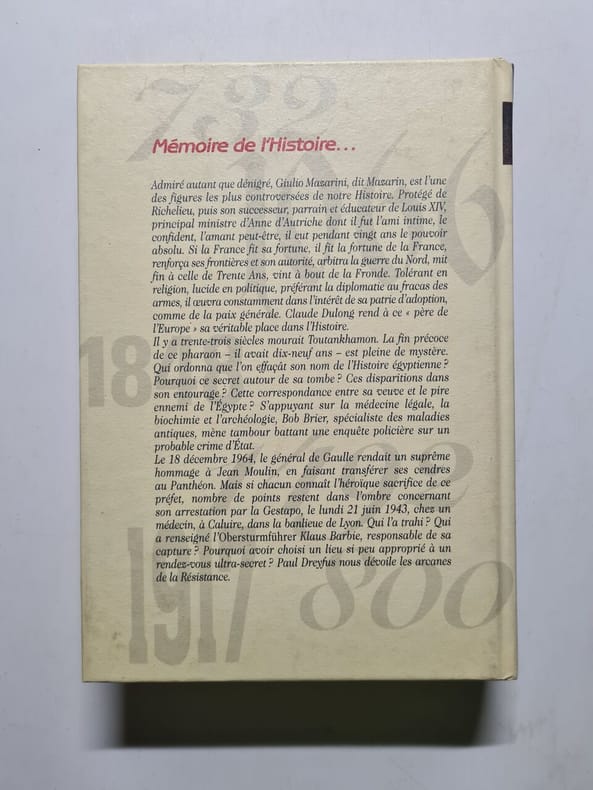 Mémoire de l'Histoire...
Admiré autant que dénigré, Giulio Mazarini, dit Mazarin, est l'une
des figures les plus controversées de notre Histoire. Protégé de
Richelieu, puis son successeur, parrain et éducateur de Louis XIV,
principal ministre d'Anne d'Autriche dont il fut l'ami intime, le
confident, l'amant peut-être, il eut pendant vingt ans le pouvoir
absolu. Si la France fit sa fortune, il fit la fortune de la France,
renforça ses frontières et son autorité, arbitra la guerre du Nord, mit
fin à celle de Trente Ans, vint à bout de la Fronde. Tolérant en
religion, lucide en politique, préférant la diplomatie au fracas des
armes, il œuvra constamment dans l'intérêt de sa patrie d'adoption,
comme de la paix générale. Claude Dulong rend à ce « père de
l'Europe » sa véritable place dans l'Histoire.
Il y a trente-trois siècles mourait Toutankhamon. La fin précoce
de ce pharaon – il avait dix-neuf ans – est pleine de mystère.
Qui ordonna que l'on effaçât son nom de l'Histoire égyptienne ?
Pourquoi ce secret autour de sa tombe ? Ces disparitions dans
son entourage ? Cette correspondance entre sa veuve et le pire
ennemi de l'Égypte ? S'appuyant sur la médecine légale, la
biochimie et l'archéologie, Bob Brier, spécialiste des maladies
antiques, mène tambour battant une enquête policière sur un
probable crime d'État.
Le 18 décembre 1964, le général de Gaulle rendait un suprême
hommage à Jean Moulin, en faisant transférer ses cendres
au Panthéon. Mais si chacun connaît l'héroïque sacrifice de ce
préfet, nombre de points restent dans l'ombre concernant
son arrestation par la Gestapo, le lundi 21 juin 1943, chez un
médecin, à Caluire, dans la banlieue de Lyon. Qui l'a trahi ? Qui
a renseigné l'Obersturmführer Klaus Barbie, responsable de sa
capture ? Pourquoi avoir choisi un lieu si peu approprié à un
rendez-vous ultra-secret ? Paul Dreyfus nous dévoile les arcanes
de la Résistance.
1917
800